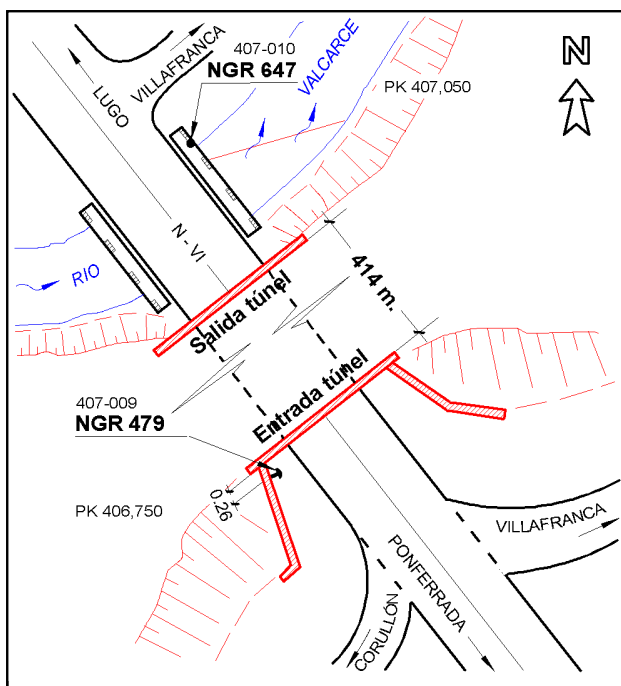 407-010
NGR 647
LUGO
VILLAFRANCA
VALCARCE
PK 407,050
N
N - VI
RIO
414 m.
Salida túnel
Entrada túnel
407-009
NGR 479
0.26
PK 406,750
VILLAFRANCA
PONFERRADA
CORULLÓN